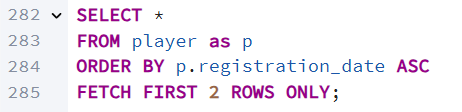 282 SELECT *
283 FROM player as p
284 ORDER BY p.registration_date ASC
285 FETCH FIRST 2 ROWS ONLY;